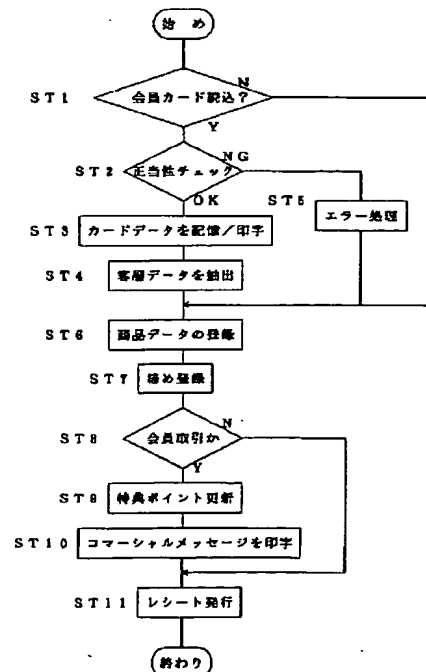 始 め
N
ST1
会員カード読込？
Y
NG
ST2
正当性チェック
OK
ST5
エラー処理
ST3
カードデータを記憶／印字
ST4
客層データを抽出
ST6
商品データの登録
ST7
締め登録
N
ST8
会員取引か
Y
ST9
特典ポイント更新
ST10
コマーシャルメッセージを印字
ST11
レシート発行
終わり